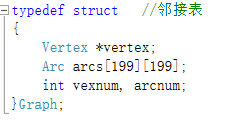 typedef struct //邻接表
{
Vertex *vertex;
Arc arcs[199][199];
int vexnum, arcnum;
}Graph;